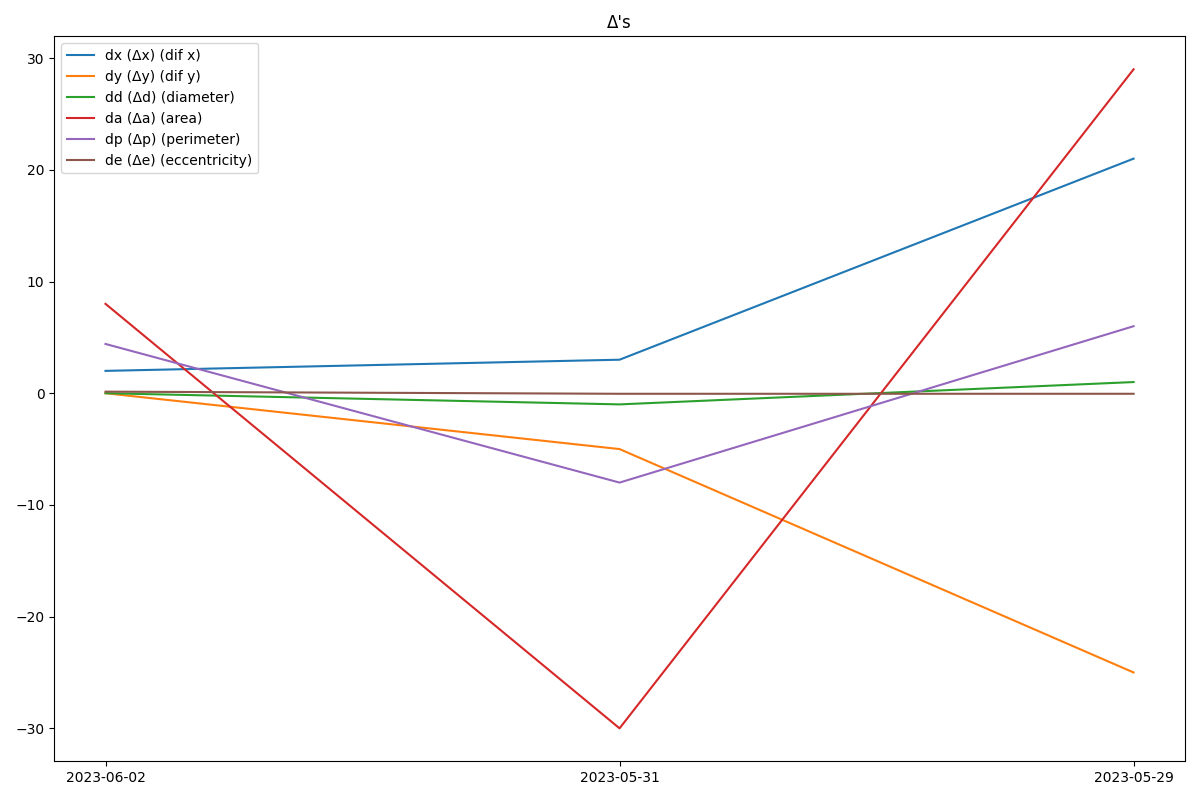 Δ's
dx (Δx) (dif x)
dy (Δy) (dif y)
dd (Δd) (diameter)
da (Δa) (area)
dp (Δp) (perimeter)
de (Δe) (eccentricity)
30
20
10
0
−10
−20
−30
2023-06-02 2023-05-31 2023-05-29